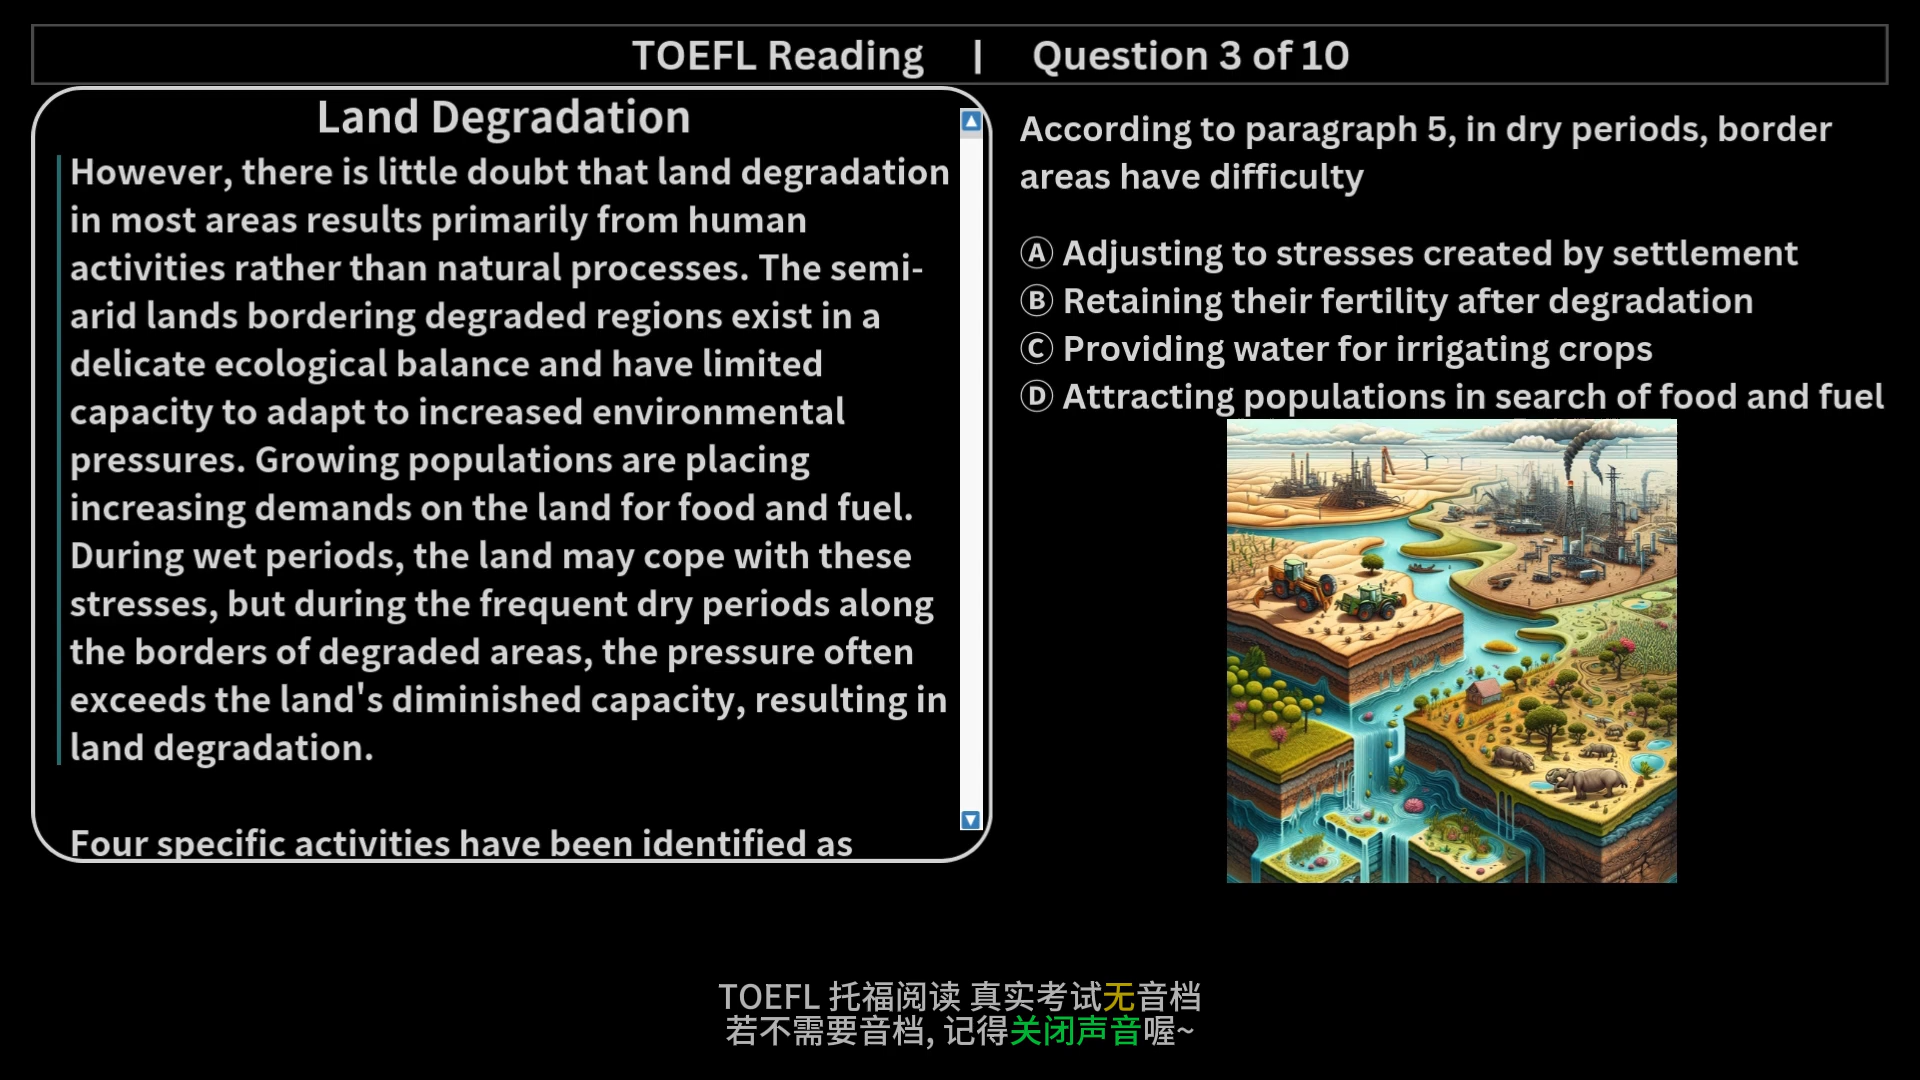 TOEFL Reading | Question 3 of 10
Land Degradation
However, there is little doubt that land degradation
in most areas results primarily from human
activities rather than natural processes. The semi-
arid lands bordering degraded regions exist in a
delicate ecological balance and have limited
capacity to adapt to increased environmental
pressures. Growing populations are placing
increasing demands on the land for food and fuel.
During wet periods, the land may cope with these
stresses, but during the frequent dry periods along
the borders of degraded areas, the pressure often
exceeds the land's diminished capacity, resulting in
land degradation.
Four specific activities have been identified as
According to paragraph 5, in dry periods, border
areas have difficulty
Ⓐ Adjusting to stresses created by settlement
Ⓑ Retaining their fertility after degradation
Ⓒ Providing water for irrigating crops
Ⓓ Attracting populations in search of food and fuel
TOEFL 托福阅读 真实考试无音档
若不需要音档, 记得关闭声音喔~